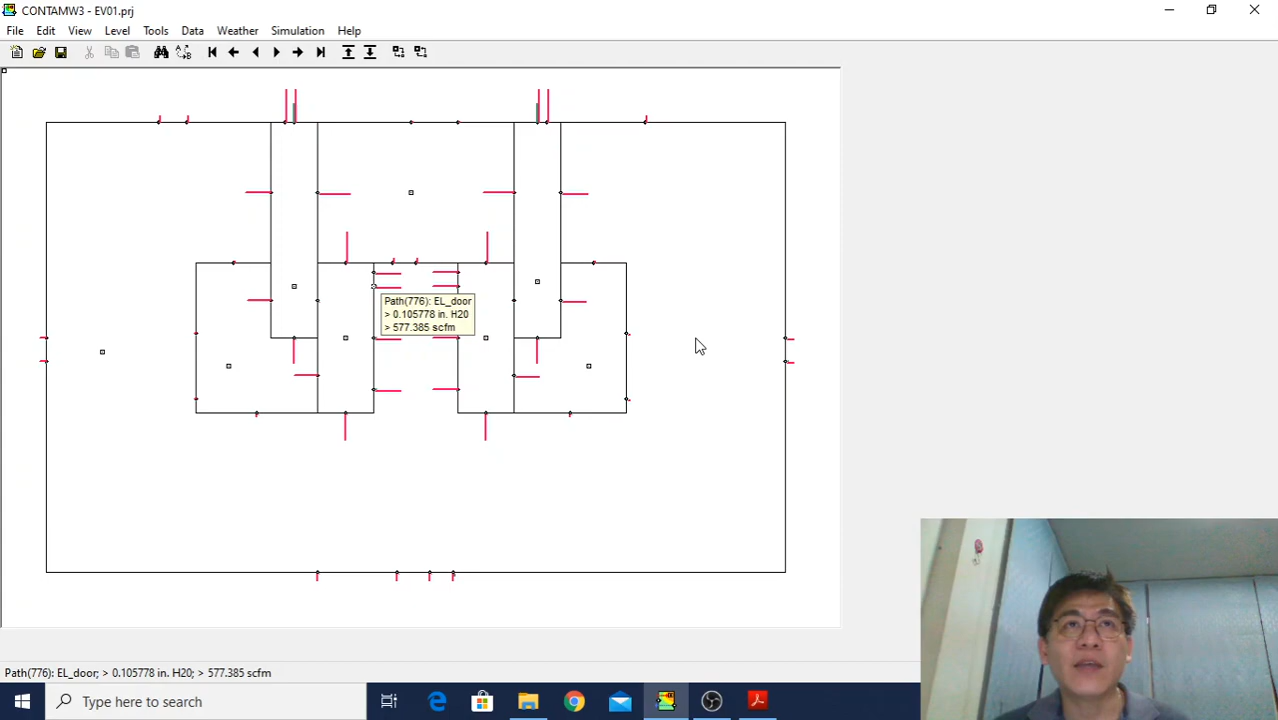 CONTAMW3 - EV01.prj
File Edit View Level Tools Data Weather Simulation Help
Path(776): EL_door
> 0.105778 in. H20
> 577.385 scfm
Path(776): EL_door; > 0.105778 in. H20; > 577.385 scfm
Type here to search